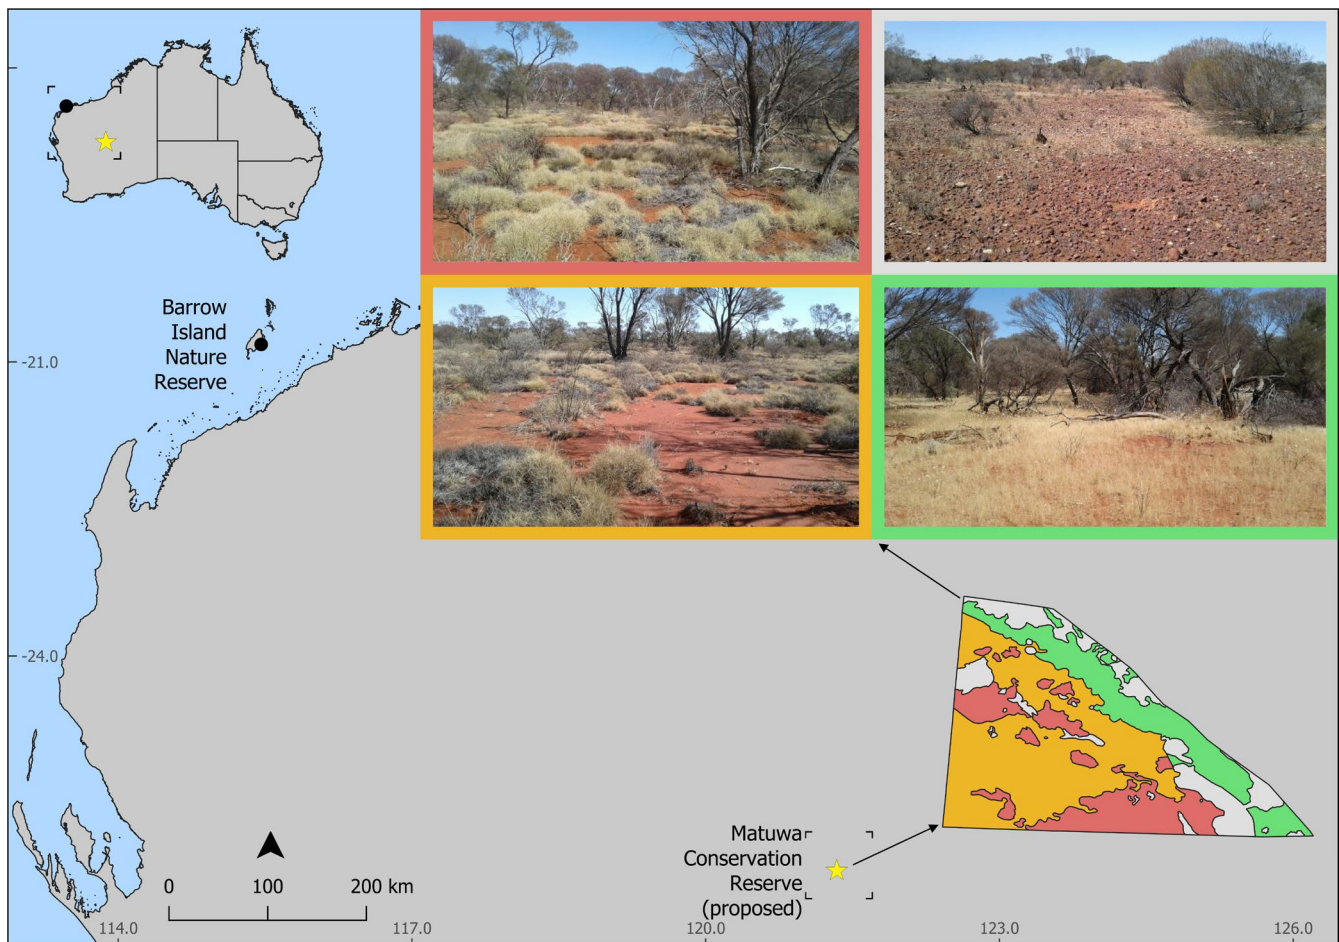 Barrow
Island
Nature
Reserve
-21.0
-24.0
Matuwa
Conservation
Reserve
(proposed)
0 100 200 km
114.0 117.0 120.0 123.0 126.0